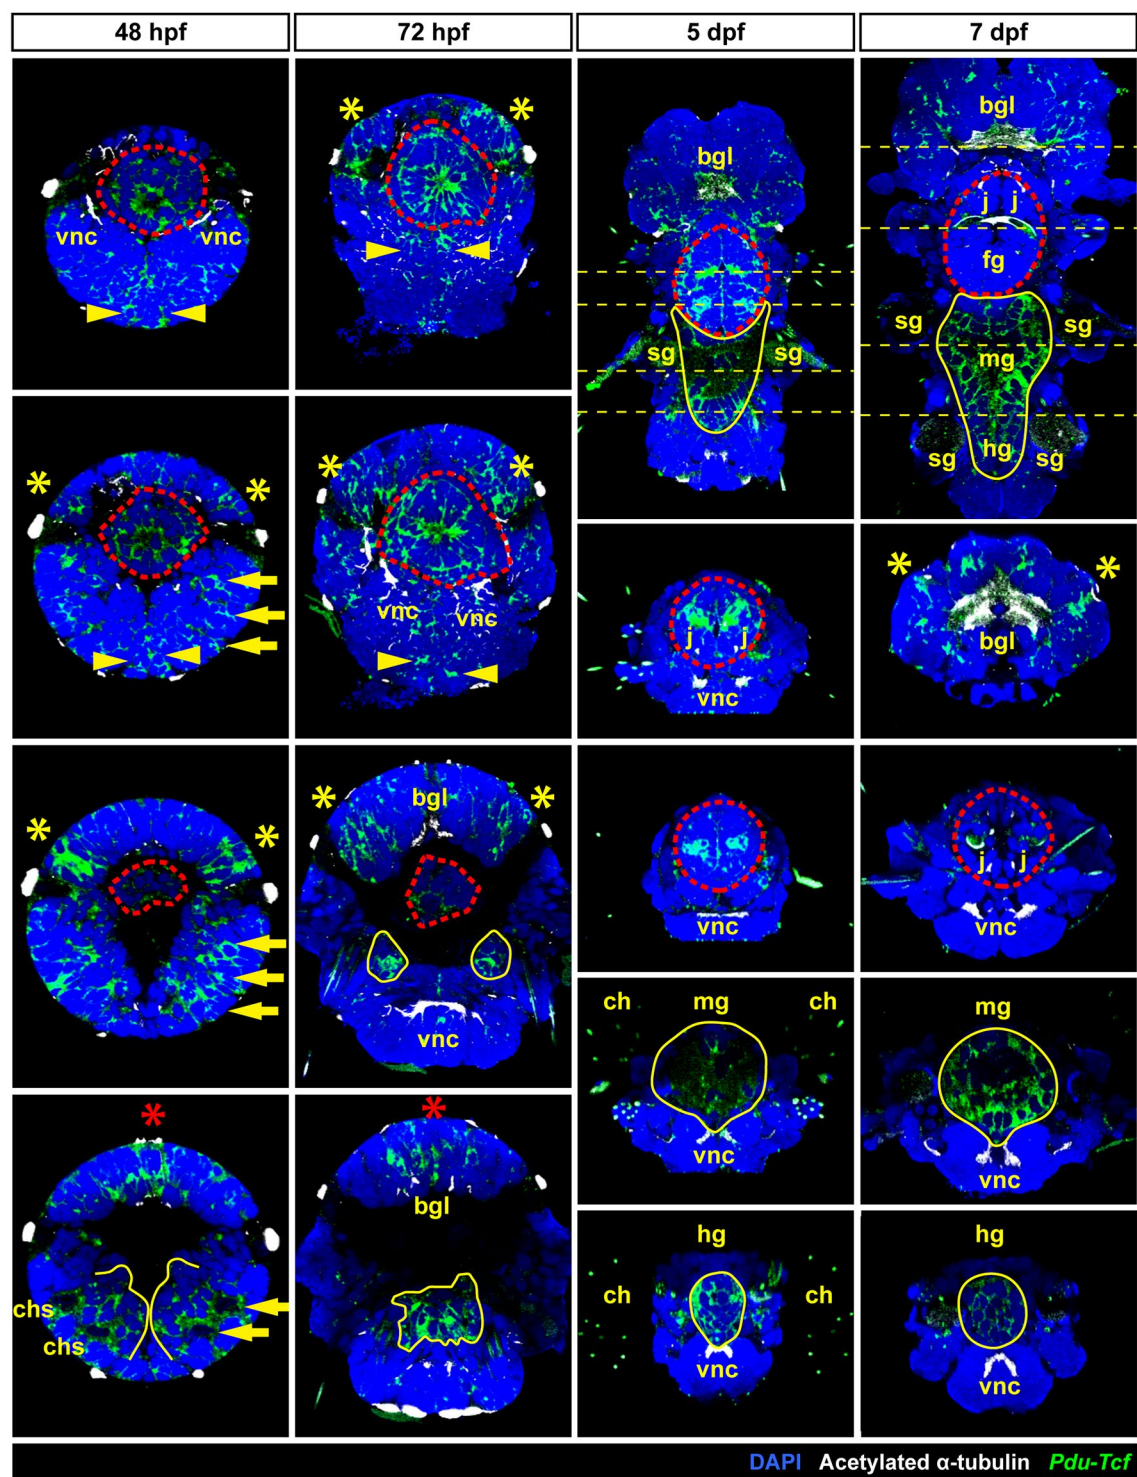 48 hpf 72 hpf 5 dpf 7 dpf
* *
bgl
bgl
j j
vnc vnc
fg
sg sg
sg sg
mg
hg
sg sg
* *
* *
vnc vnc
j j
vnc
* *
bgl
* *
* *
bgl
vnc
vnc
j j
vnc
ch mg ch
mg
vnc
vnc
*
*
bgl
chs
chs
hg
ch ch
vnc
hg
vnc
DAPI Acetylated α-tubulin Pdu-Tcf